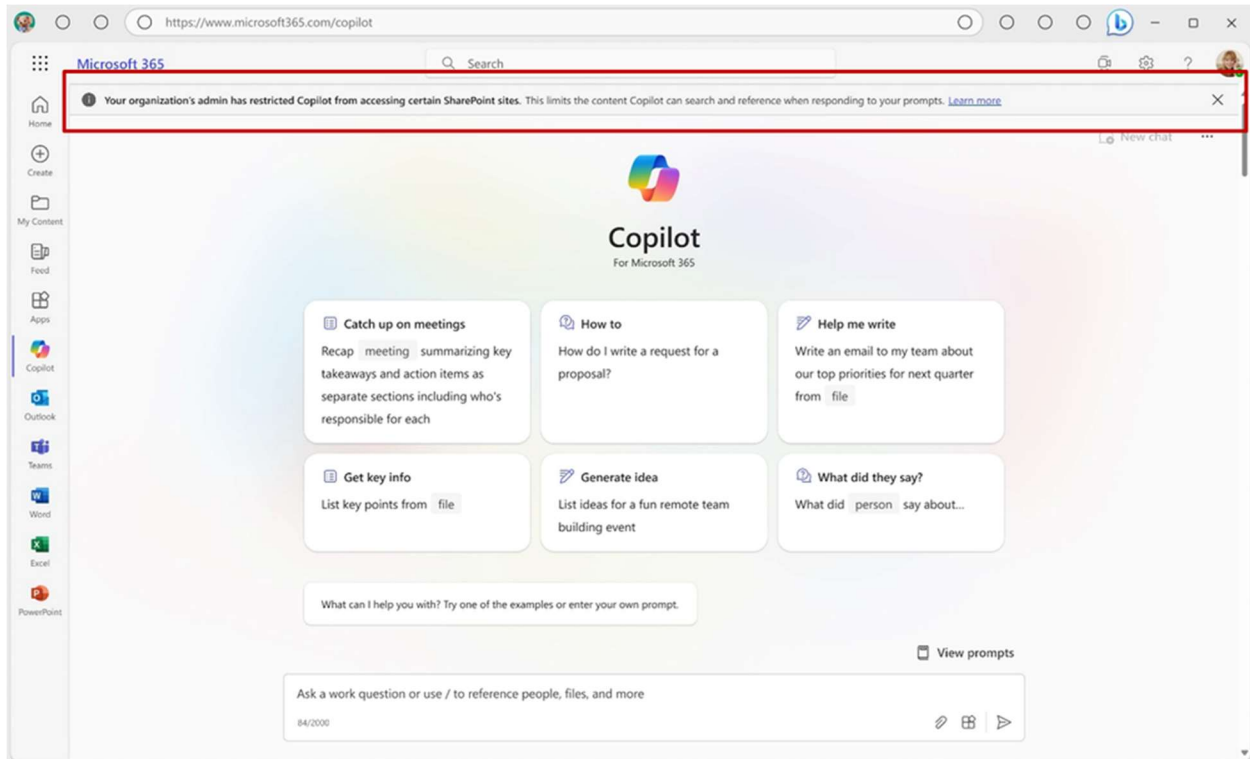 https://www.microsoft365.com/copilot
Microsoft 365
Search
?
Your organization's admin has restricted Copilot from accessing certain SharePoint sites. This limits the content Copilot can search and reference when responding to your prompts. Learn more
Home
New chat
Create
My Content
Feed
Apps
Copilot
Outlook
Teams
Word
Excel
PowerPoint
Copilot
For Microsoft 365
Catch up on meetings
Recap meeting summarizing key
takeaways and action items as
separate sections including who's
responsible for each
How to
How do I write a request for a
proposal?
Help me write
Write an email to my team about
our top priorities for next quarter
from file
Get key info
List key points from file
Generate idea
List ideas for a fun remote team
building event
What did they say?
What did person say about...
What can I help you with? Try one of the examples or enter your own prompt.
View prompts
Ask a work question or use / to reference people, files, and more
84/2000